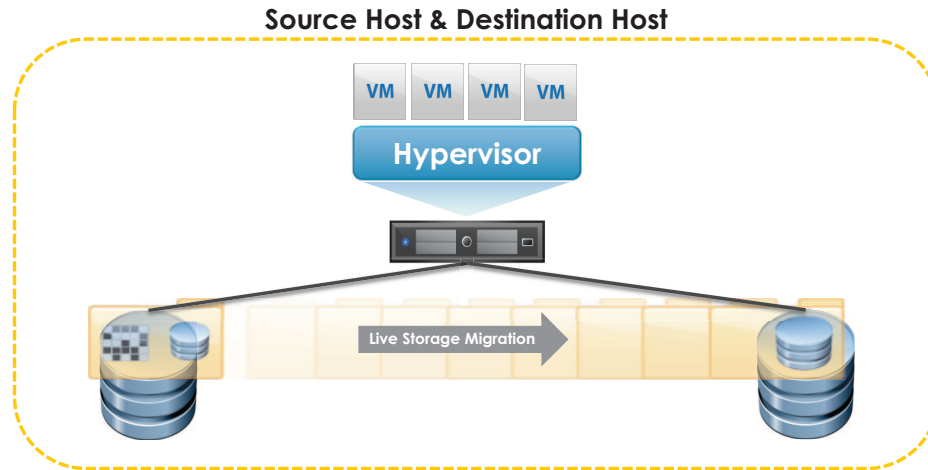 Source Host & Destination Host
VM VM VM VM
Hypervisor
Live Storage Migration